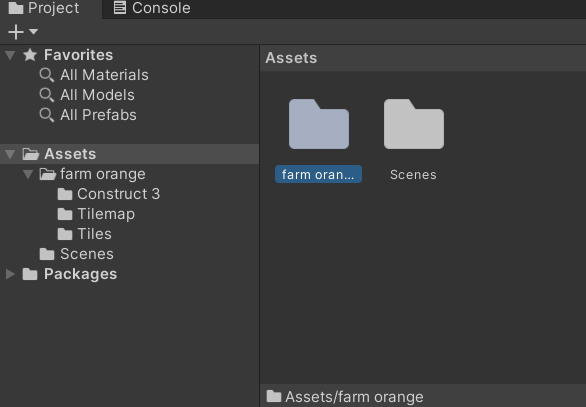 Project
Console
Favorites
All Materials
All Models
All Prefabs
Assets
farm orange
Construct 3
Tilemap
Tiles
Scenes
Packages
Assets
farm oran...
Scenes
Assets/farm orange